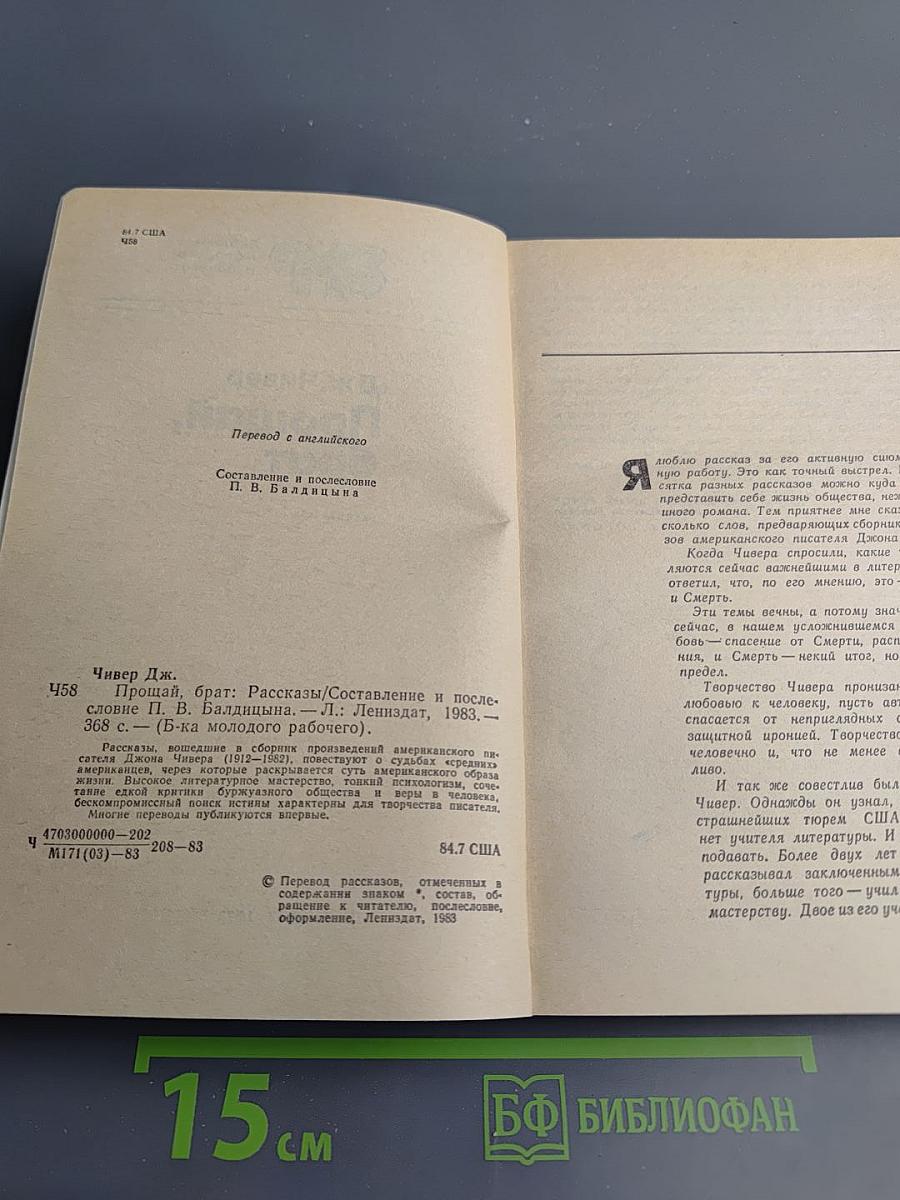 84.7 США
Ч58
Перевод с английского
Составление и послесловие
П. В. Балдицына
Чивер Дж.
Ч58 Прощай, брат: Рассказы/Составление и после-
словие П. В. Балдицына. — Л.: Лениздат, 1983. —
368 с. — (Б-ка молодого рабочего).
Рассказы, вошедшие в сборник произведений американского пи-
сателя Джона Чивера (1912—1982), повествуют о судьбах «средних»
американцев, через которые раскрывается суть американского образа
жизни. Высокое литературное мастерство, тонкий психологизм, соче-
тание едкой критики буржуазного общества и веры в человека,
бескомпромиссный поиск истины характерны для творчества писателя.
Многие переводы публикуются впервые.
Ч 4703000000—202
М171(03)—83 208—83
84.7 США
© Перевод рассказов, отмеченных в
содержании знаком *, состав, об-
ращение к читателю, послесловие,
оформление, Лениздат, 1983
Я люблю рассказ за его активную сиюм
ную работу. Это как точный выстрел.
сятка разных рассказов можно куда
представить себе жизнь общества, неж
иного романа. Тем приятнее мне сказ
сколько слов, предваряющих сборник
зов американского писателя Джона
Когда Чивера спросили, какие
ляются сейчас важнейшими в литер
ответил, что, по его мнению, это —
и Смерть.
Эти темы вечны, а потому знач
сейчас, в нашем усложнившемся
бовь — спасение от Смерти, расп
ния, и Смерть — некий итог, но
предел.
Творчество Чивера пронизан
любовью к человеку, пусть авт
спасается от неприглядных с
защитной иронией. Творчество
человечно и, что не менее
ливо.
И так же совестлив был
Чивер. Однажды он узнал,
страшнейших тюрем США
нет учителя литературы. И
подавать. Более двух лет
рассказывал заключенным
туры, больше того — учил
мастерству. Двое из его уче
15 см
БФ БИБЛИОФАН